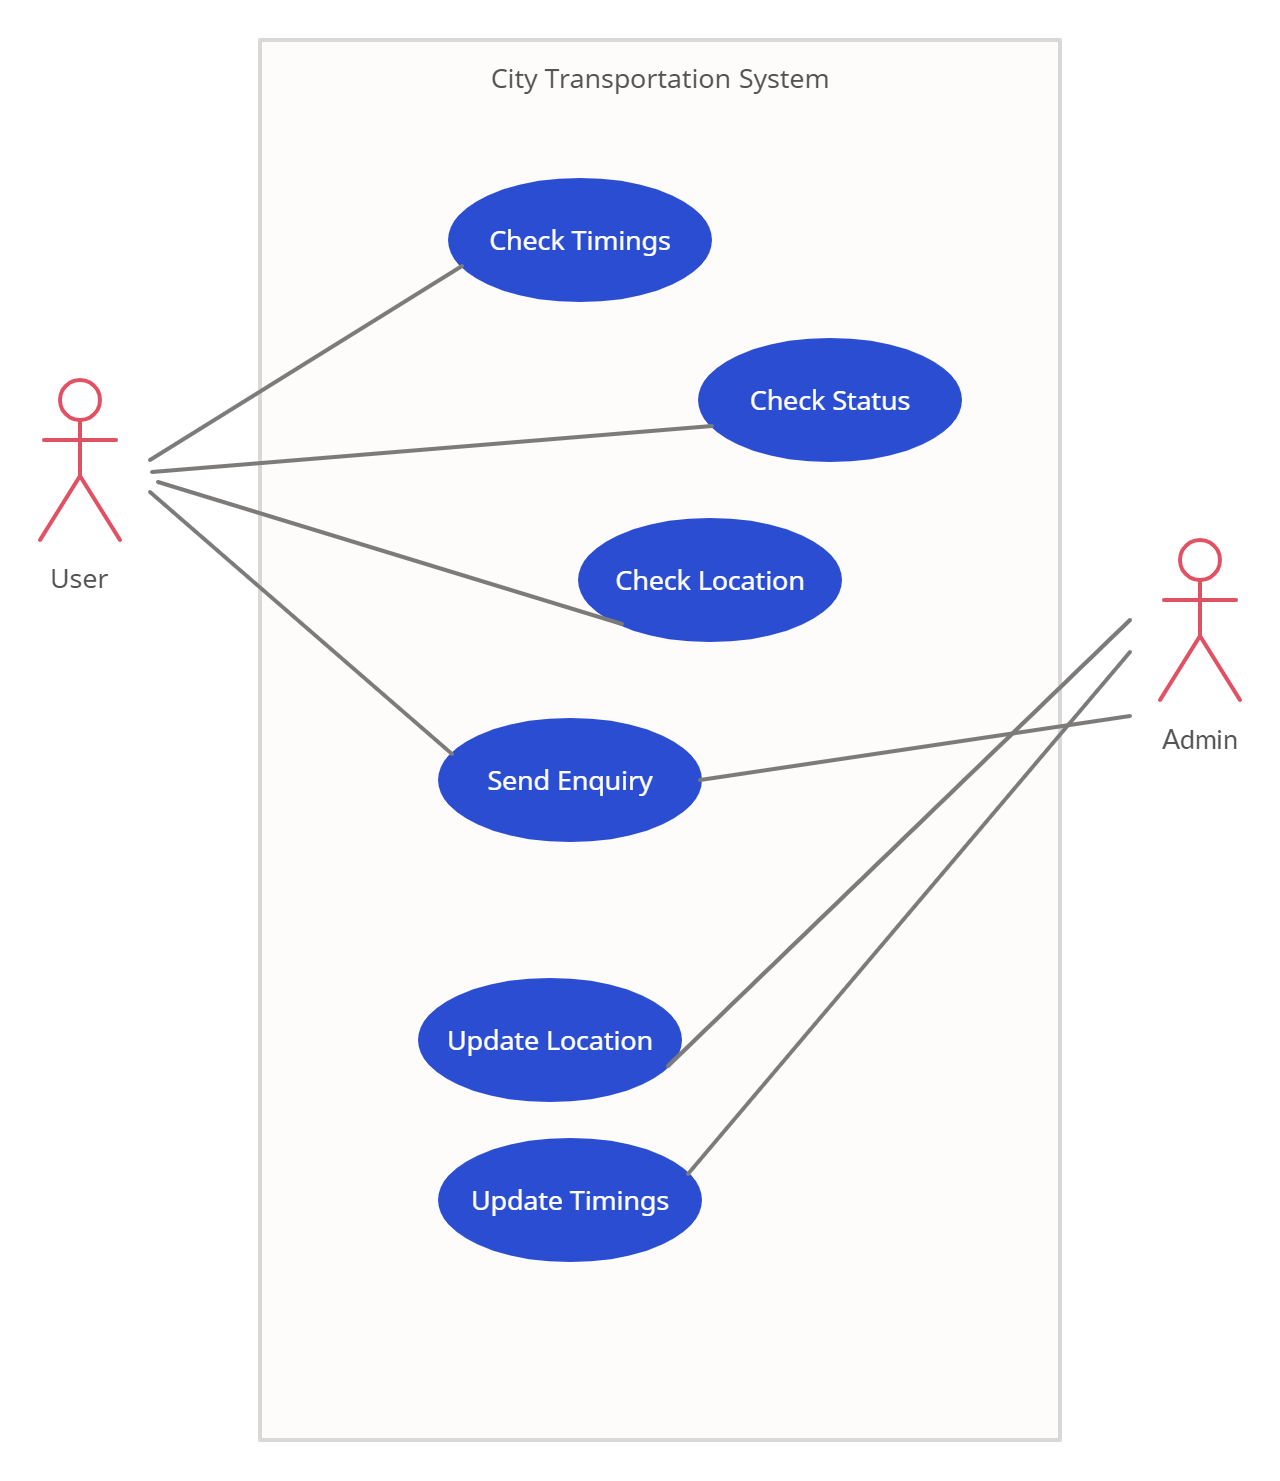 City Transportation System
Check Timings
Check Status
User
Check Location
Admin
Send Enquiry
Update Location
Update Timings